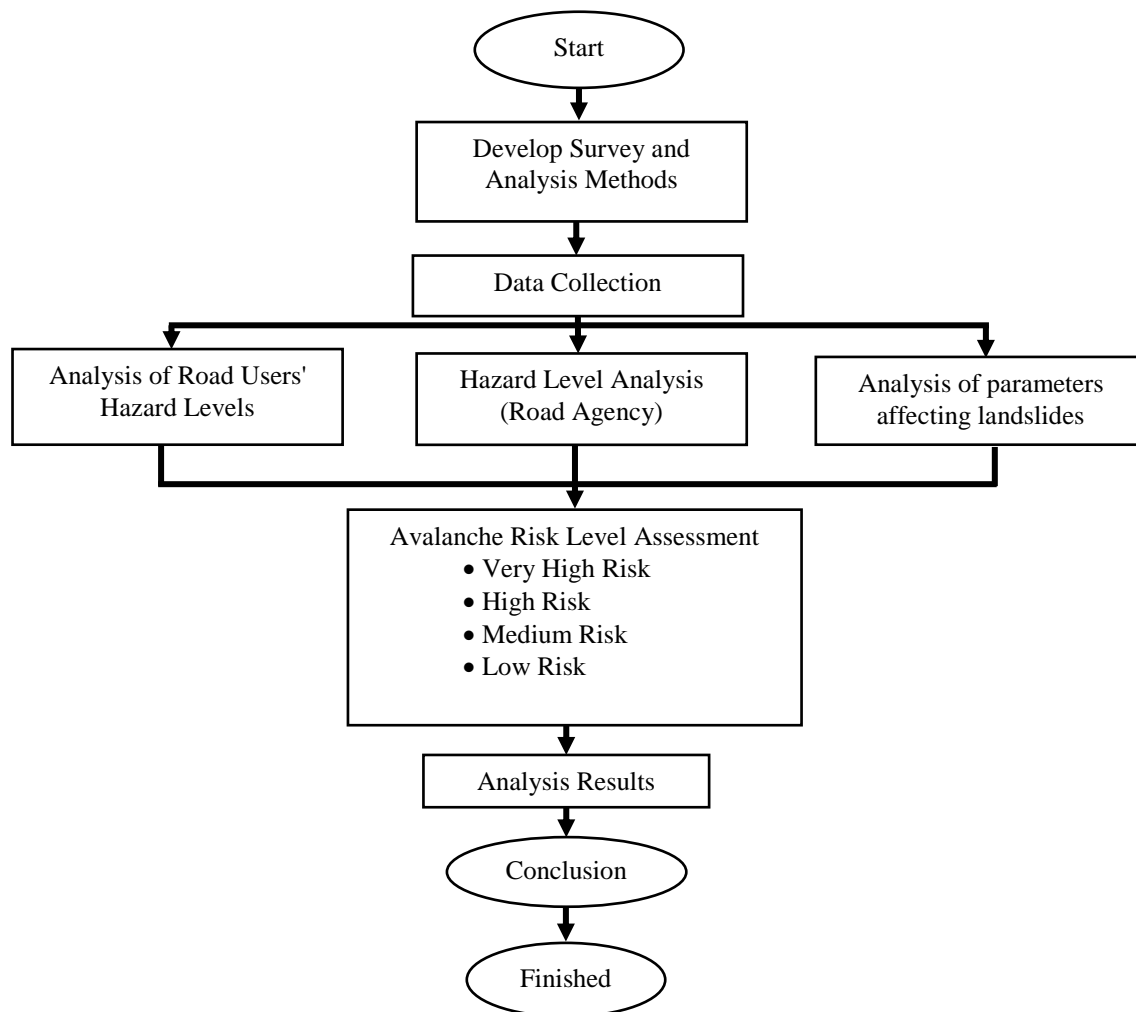 Start
Develop Survey and
Analysis Methods
Data Collection
Analysis of Road Users'
Hazard Levels
Hazard Level Analysis
(Road Agency)
Analysis of parameters
affecting landslides
Avalanche Risk Level Assessment
• Very High Risk
• High Risk
• Medium Risk
• Low Risk
Analysis Results
Conclusion
Finished